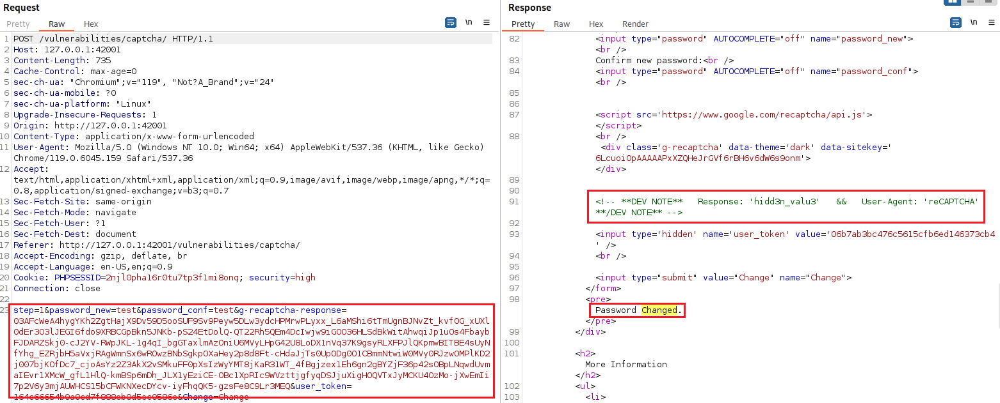 Request
Pretty Raw Hex
\n
1 POST /vulnerabilities/captcha/ HTTP/1.1
2 Host: 127.0.0.1:42001
3 Content-Length: 735
4 Cache-Control: max-age=0
5 sec-ch-ua: "Chromium";v="119", "Not?A_Brand";v="24"
6 sec-ch-ua-mobile: ?0
7 sec-ch-ua-platform: "Linux"
8 Upgrade-Insecure-Requests: 1
9 Origin: http://127.0.0.1:42001
10 Content-Type: application/x-www-form-urlencoded
11 User-Agent: Mozilla/5.0 (Windows NT 10.0; Win64; x64) AppleWebKit/537.36 (KHTML, like Gecko)
Chrome/119.0.6045.159 Safari/537.36
12 Accept:
text/html,application/xhtml+xml,application/xml;q=0.9,image/avif,image/webp,image/apng,*/*;q=
0.8,application/signed-exchange;v=b3;q=0.7
13 Sec-Fetch-Site: same-origin
14 Sec-Fetch-Mode: navigate
15 Sec-Fetch-User: ?1
16 Sec-Fetch-Dest: document
17 Referer: http://127.0.0.1:42001/vulnerabilities/captcha/
18 Accept-Encoding: gzip, deflate, br
19 Accept-Language: en-US,en;q=0.9
20 Cookie: PHPSESSID=2njl0pha16r0tu7tp3f1mi8onq; security=high
21 Connection: close
22
23 step=1&password_new=test&password_conf=test&g-recaptcha-response=
03AFcWeA4hygYKh2ZgtHajX9Dv59D5ooSUF9Sv9Peyw5DLw3ydcHPMrwPLyxx_L6aMShi6tTmUgnBJNvZt_kvfOG_xUXl
0dEr3O3lJEGI6fdo9XRBCGpBkn5JNKb-pS24EtDolQ-QT22Rh5QEm4DcIwjw9iGOO36HLSdBkWitAhwqiJp1uOs4Fbayb
FJDARZSkjO-cJ2YV-RWpJKL-1g4qI_bgGTaxlmAzOniU6MVyLHpG42U8LoDX1nVq37K9gsyRLXFPJlQKpmwBITBE4sUyN
fYhg_EZRjbH5aVxjRAgWmnSx6wROwzBNbSgkpOXaHey2p8d8Ft-cHdaJjTs0UpODg0O1CBmmNtwiW0MVy0RJzwOMPlKD2
j007bjKOfDc7_cjoAsYz2Z3AkX2vSMkuFF0pXsIzWyYMT8jKaR31WT_4fBgjzex1Eh6gn2gBYZjF36p42sOBpLNqwdUvm
aIEvr1XMcW_gfL1HlQ-kmBSp6mDh_JLX1yEziCE-OBc1XpRIc9WVzttjgfyqDSJjuXigHOQVTxJyMCKU4OzMo-jXwEmIi
7p2V6y3mjAUWHCS15bCFWKNXecDYcv-iyFhqQK5-gzsFe8C9Lr3MEQ&user_token=
&Change=Change
Response
Pretty Raw Hex Render
\n
82 <input type="password" AUTOCOMPLETE="off" name="password_new">
<br />
83 Confirm new password:<br />
84 <input type="password" AUTOCOMPLETE="off" name="password_conf">
<br />
85
86
87 <script src='https://www.google.com/recaptcha/api.js'>
</script>
88 <br />
<div class='g-recaptcha' data-theme='dark' data-sitekey='
6Lcuoi0pAAAAAPxXZQHeJrGVf6rBH6v6dW6s9onm'>
</div>
89
90
91 <!-- **DEV NOTE** Response: 'hidd3n_valu3' && User-Agent: 'reCAPTCHA'
**/DEV NOTE** -->
92
93 <input type='hidden' name='user_token' value='06b7ab3bc476c5615cfb6ed146373cb4
' />
94 <br />
95
96 <input type="submit" value="Change" name="Change">
97 </form>
98 <pre>
Password Changed.
</pre>
99 </div>
100
101 <h2>
More Information
</h2>
102 <ul>
103 <li>